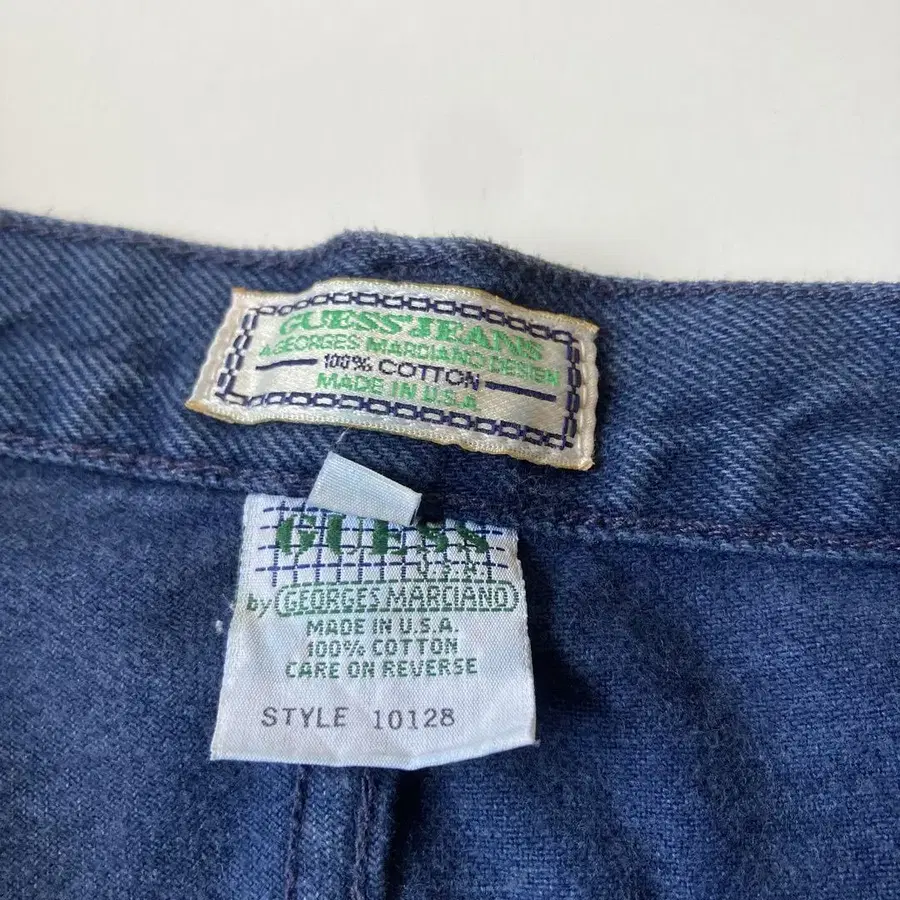 GUESS? JEANS
A GEORGES MARCIANO DESIGN
100% COTTON
MADE IN U.S.A.
GUESS
U.S.A.
by GEORGES MARCIANO
MADE IN U.S.A.
100% COTTON
CARE ON REVERSE
STYLE 10128